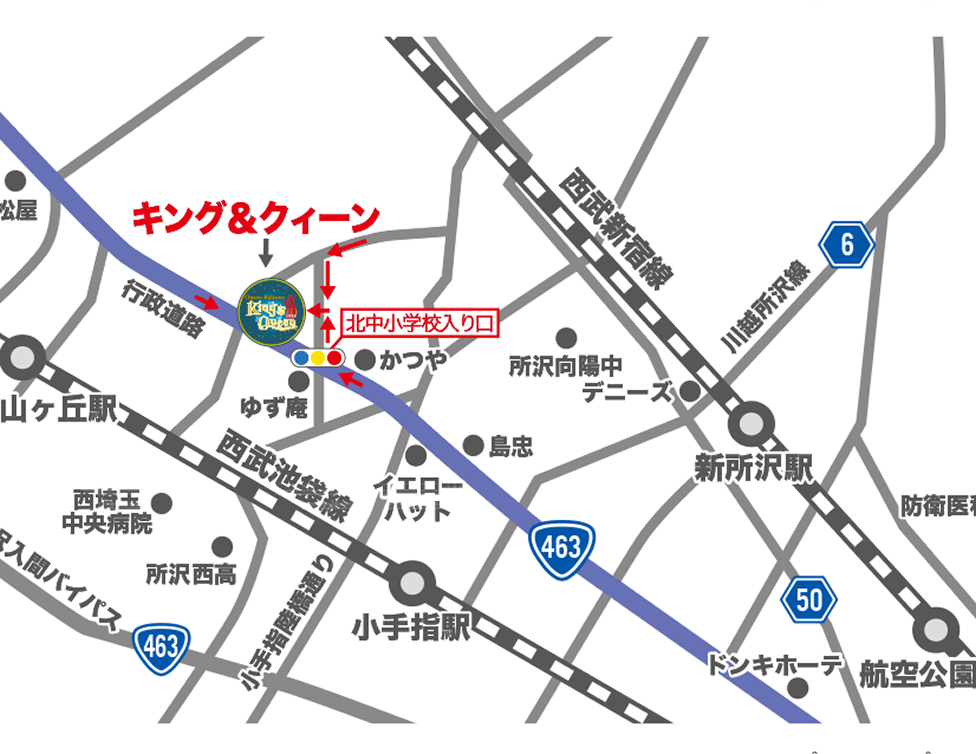 松屋
キング&クィーン
西武新宿線
6
川越所沢線
行政道路
King's
Queen
北中小学校入り口
かつや
所沢向陽中
デニーズ
ゆず庵
山ヶ丘駅
西武池袋線
島忠
新所沢駅
イエロー
ハット
西埼玉
中央病院
防衛医科
463
所沢西高
入間バイパス
50
小手指陸橋通り
小手指駅
463
ドンキホーテ
航空公園